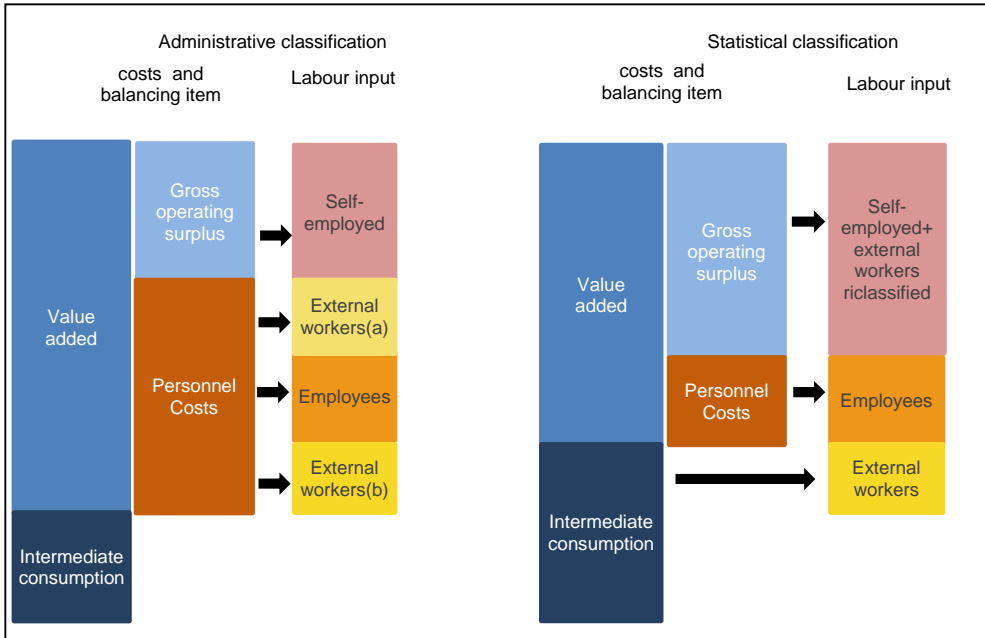 Administrative classification
costs and
balancing item
Labour input
Value
added
Intermediate
consumption
Gross
operating
surplus
Personnel
Costs
Self-
employed
External
workers(a)
Employees
External
workers(b)
Statistical classification
costs and
balancing item
Labour input
Value
added
Intermediate
consumption
Gross
operating
surplus
Personnel
Costs
Self-
employed+
external
workers
riclassified
Employees
External
workers